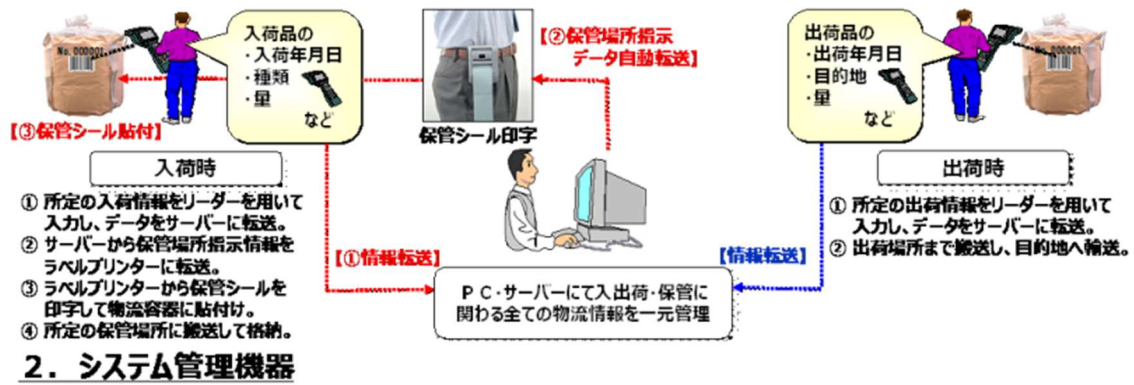 No. 000001
入荷品の
・入荷年月日
・種類
・量
など
【②保管場所指示
データ自動転送】
出荷品の
・出荷年月日
・目的地
・量
など
000001
【③保管シール貼付】
保管シール印字
入荷時
① 所定の入荷情報をリーダーを用いて
入力し、データをサーバーに転送。
② サーバーから保管場所指示情報を
ラベルプリンターに転送。
③ ラベルプリンターから保管シールを
印字して物流容器に貼付け。
④ 所定の保管場所に搬送して格納。
【①情報転送】
ＰＣ・サーバーにて入出荷・保管に
関わる全ての物流情報を一元管理
【情報転送】
出荷時
① 所定の出荷情報をリーダーを用いて
入力し、データをサーバーに転送。
② 出荷場所まで搬送し、目的地へ輸送。
２．システム管理機器